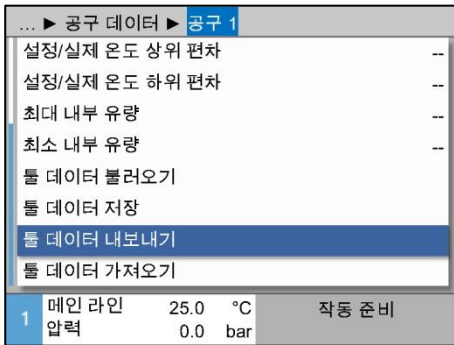 ... ► 공구 데이터 ► 공구 1
설정/실제 온도 상위 편차 --
설정/실제 온도 하위 편차 --
최대 내부 유량 --
최소 내부 유량 --
툴 데이터 불러오기
툴 데이터 저장
툴 데이터 내보내기
툴 데이터 가져오기
1 메인 라인 25.0 °C 작동 준비
압력 0.0 bar